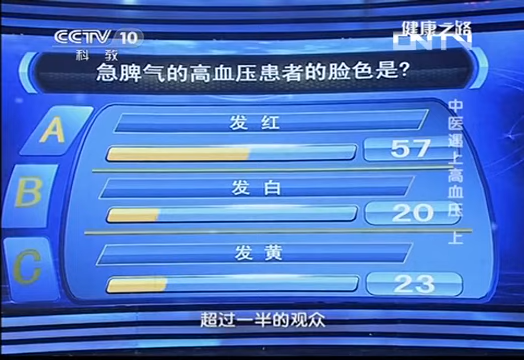 CCTV 10
科教
健康之路
CNTV
急脾气的高血压患者的脸色是?
A
发红
57
B
发白
20
C
发黄
23
中医遇上高血压 上
超过一半的观众